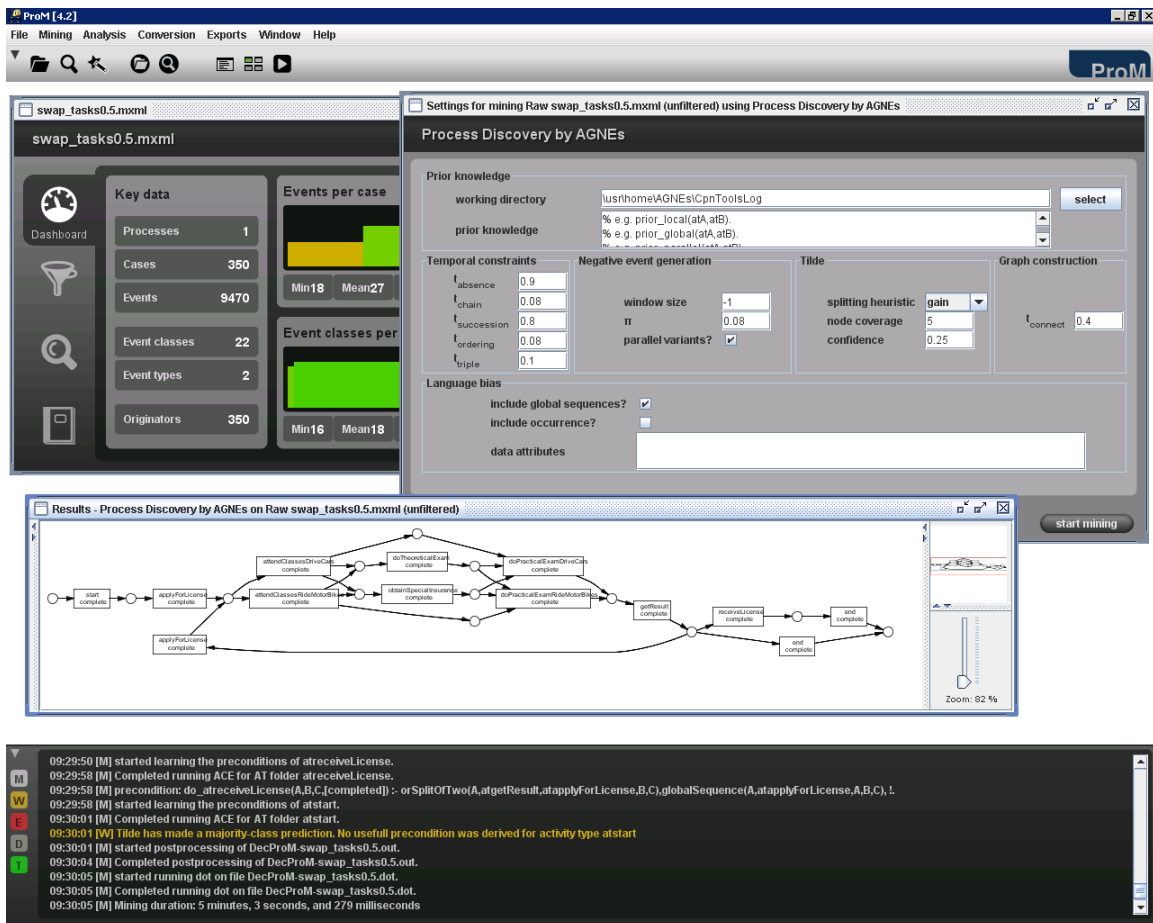 ProM [4.2]
File Mining Analysis Conversion Exports Window Help
ProM
swap_tasks0.5.mxml
swap_tasks0.5.mxml
Dashboard
Key data
Processes 1
Cases 350
Events 9470
Event classes 22
Event types 2
Originators 350
Events per case
Min18 Mean27
Event classes per
Min16 Mean18
Settings for mining Raw swap_tasks0.5.mxml (unfiltered) using Process Discovery by AGNEs
Process Discovery by AGNEs
Prior knowledge
working directory \usr\home\AGNEs\CpnToolsLog select
prior knowledge
% e.g. prior_local(atA,atB).
% e.g. prior_global(atA,atB).
% e.g. prior_parallel(atA,atB)
Temporal constraints
tabsence 0.9
tchain 0.08
tsuccession 0.8
tordering 0.08
ttriple 0.1
Negative event generation
window size -1
π 0.08
parallel variants?
Tilde
splitting heuristic gain
node coverage 5
confidence 0.25
Graph construction
tconnect 0.4
Language bias
include global sequences?
include occurrence?
data attributes
start mining
Results - Process Discovery by AGNEs on Raw swap_tasks0.5.mxml (unfiltered)
start
complete
applyForLicense
complete
applyForLicense
complete
attendClassesDriveCars
complete
attendClassesRideMotorBikes
complete
doTheoreticalExam
complete
obtainSpecialInsurance
complete
doPracticalExamDriveCars
complete
doPracticalExamRideMotorBikes
complete
getResult
complete
receiveLicense
complete
end
complete
end
complete
Zoom: 82 %
M
W
E
D
T
09:29:50 [M] started learning the preconditions of atreceiveLicense.
09:29:58 [M] Completed running ACE for AT folder atreceiveLicense.
09:29:58 [M] precondition: do_atreceiveLicense(A,B,C,[completed]) :- orSplitOfTwo(A,atgetResult,atapplyForLicense,B,C),globalSequence(A,atapplyForLicense,A,B,C), !.
09:29:58 [M] started learning the preconditions of atstart.
09:30:01 [M] Completed running ACE for AT folder atstart.
09:30:01 [W] Tilde has made a majority-class prediction. No usefull precondition was derived for activity type atstart
09:30:01 [M] started postprocessing of DecProM-swap_tasks0.5.out.
09:30:04 [M] Completed postprocessing of DecProM-swap_tasks0.5.out.
09:30:05 [M] started running dot on file DecProM-swap_tasks0.5.dot.
09:30:05 [M] Completed running dot on file DecProM-swap_tasks0.5.dot.
09:30:05 [M] Mining duration: 5 minutes, 3 seconds, and 279 milliseconds